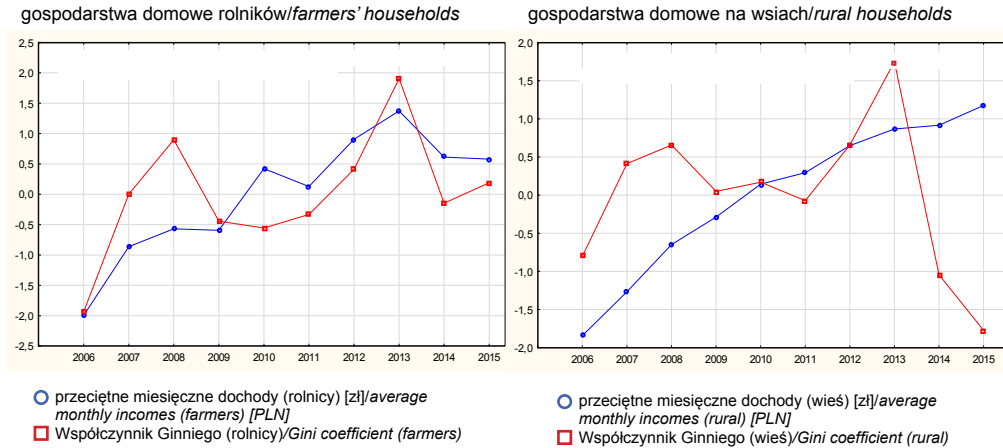 gospodarstwa domowe rolników/farmers' households
2,5
2,0
1,5
1,0
0,5
0,0
-0,5
-1,0
-1,5
-2,0
-2,5
2006 2007 2008 2009 2010 2011 2012 2013 2014 2015
przeciętne miesięczne dochody (rolnicy) [zł]/average
monthly incomes (farmers) [PLN]
Współczynnik Ginniego (rolnicy)/Gini coefficient (farmers)
gospodarstwa domowe na wsiach/rural households
2,0
1,5
1,0
0,5
0,0
-0,5
-1,0
-1,5
-2,0
2006 2007 2008 2009 2010 2011 2012 2013 2014 2015
przeciętne miesięczne dochody (wieś) [zł]/average
monthly incomes (rural) [PLN]
Współczynnik Ginniego (wieś)/Gini coefficient (rural)